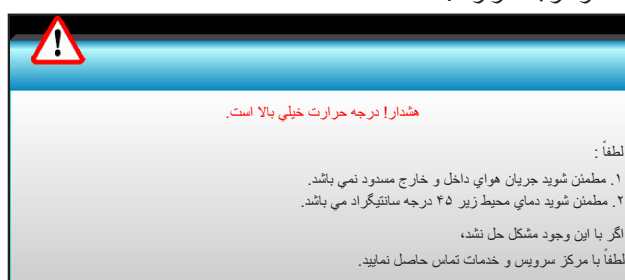 هشدار! درجه حرارت خيلي بالا است.
لطفاً :
۱. مطمئن شويد جريان هواي داخل و خارج مسدود نمي باشد.
۲. مطمئن شويد دماي محيط زير ۴۵ درجه سانتيگراد مي باشد.
اگر با اين وجود مشكل حل نشد،
لطفاً با مركز سرويس و خدمات تماس حاصل نماييد.